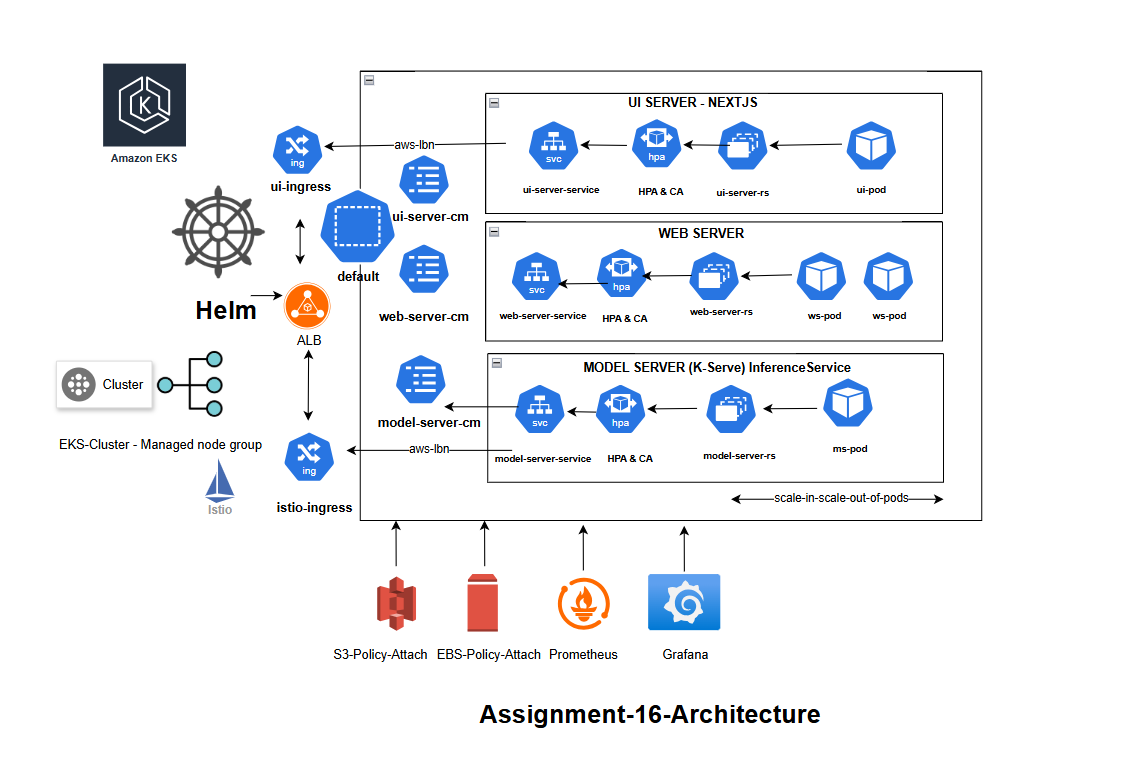 Amazon EKS
ing
ui-ingress
aws-lbn
ui-server-cm
default
web-server-cm
Helm
ALB
Cluster
EKS-Cluster - Managed node group
Istio
ing
istio-ingress
model-server-cm
aws-lbn
UI SERVER - NEXTJS
svc
hpa
ui-server-service
HPA & CA
ui-server-rs
ui-pod
WEB SERVER
svc
hpa
web-server-service
HPA & CA
web-server-rs
ws-pod
ws-pod
MODEL SERVER (K-Serve) InferenceService
svc
hpa
model-server-service
HPA & CA
model-server-rs
ms-pod
scale-in-scale-out-of-pods
S3-Policy-Attach
EBS-Policy-Attach
Prometheus
Grafana
Assignment-16-Architecture